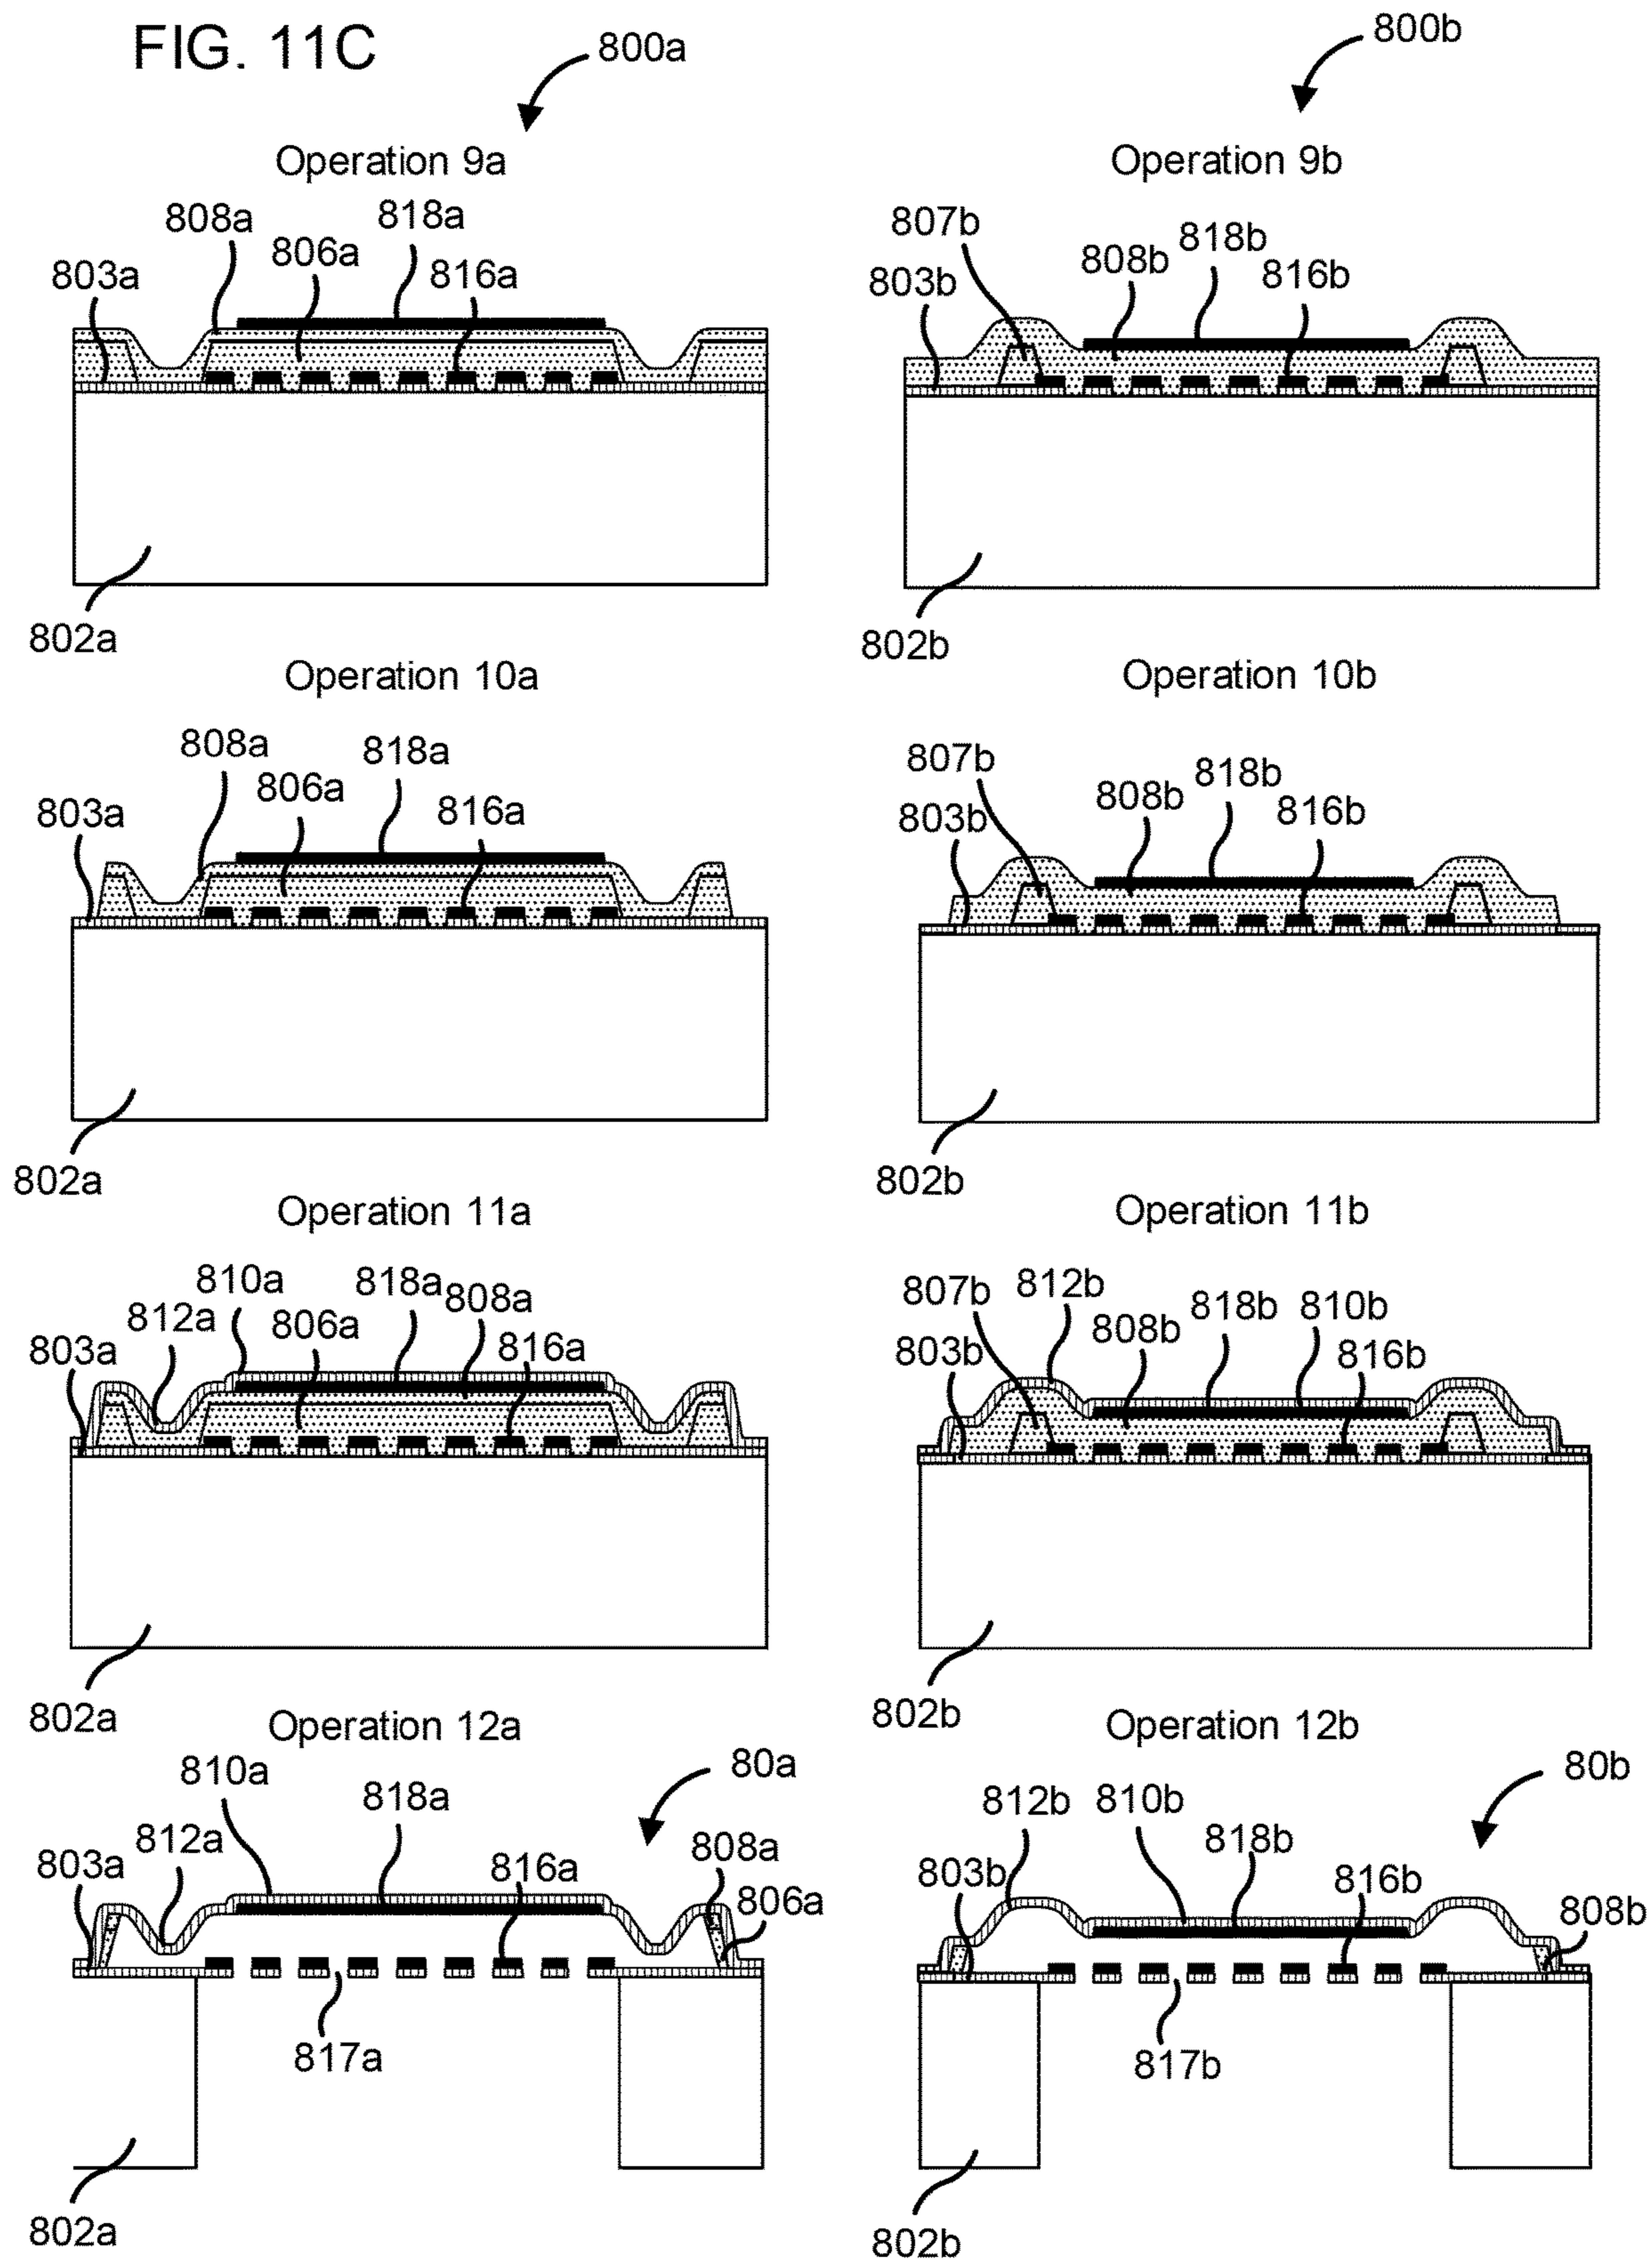 FIG. 11C
800a
800b
Operation 9a
Operation 9b
808a
818a
806a
803a
816a
807b
818b
808b
803b
816b
802a
802b
Operation 10a
Operation 10b
808a
818a
806a
803a
816a
807b
818b
808b
803b
816b
802a
802b
Operation 11a
Operation 11b
810a
818a
808a
812a
806a
803a
816a
807b
812b
818b
810b
808b
803b
816b
802a
802b
Operation 12a
Operation 12b
80a
80b
810a
818a
812a
808a
803a
816a
806a
817a
802a
812b
810b
818b
803b
816b
808b
817b
802b